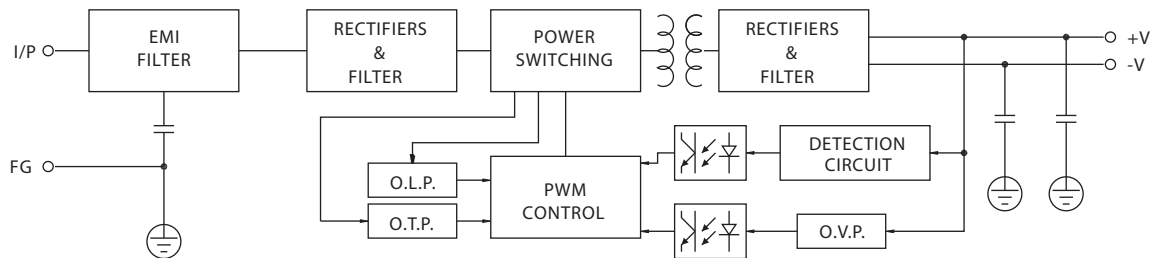 I/P
EMI
FILTER
RECTIFIERS
&
FILTER
POWER
SWITCHING
RECTIFIERS
&
FILTER
+V
-V
FG
O.L.P.
O.T.P.
PWM
CONTROL
DETECTION
CIRCUIT
O.V.P.